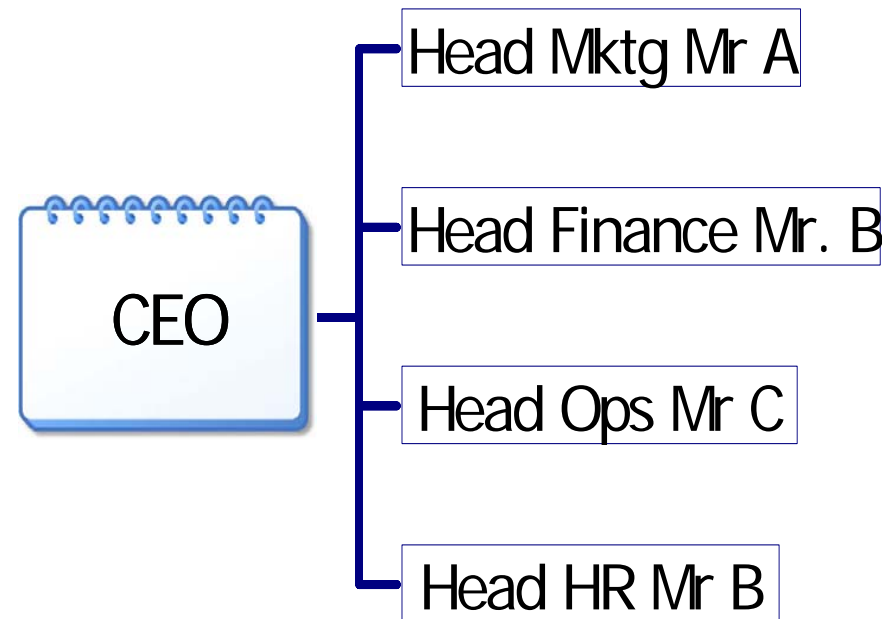 Head Mktg Mr A
Head Finance Mr. B
CEO
Head Ops Mr C
Head HR Mr B